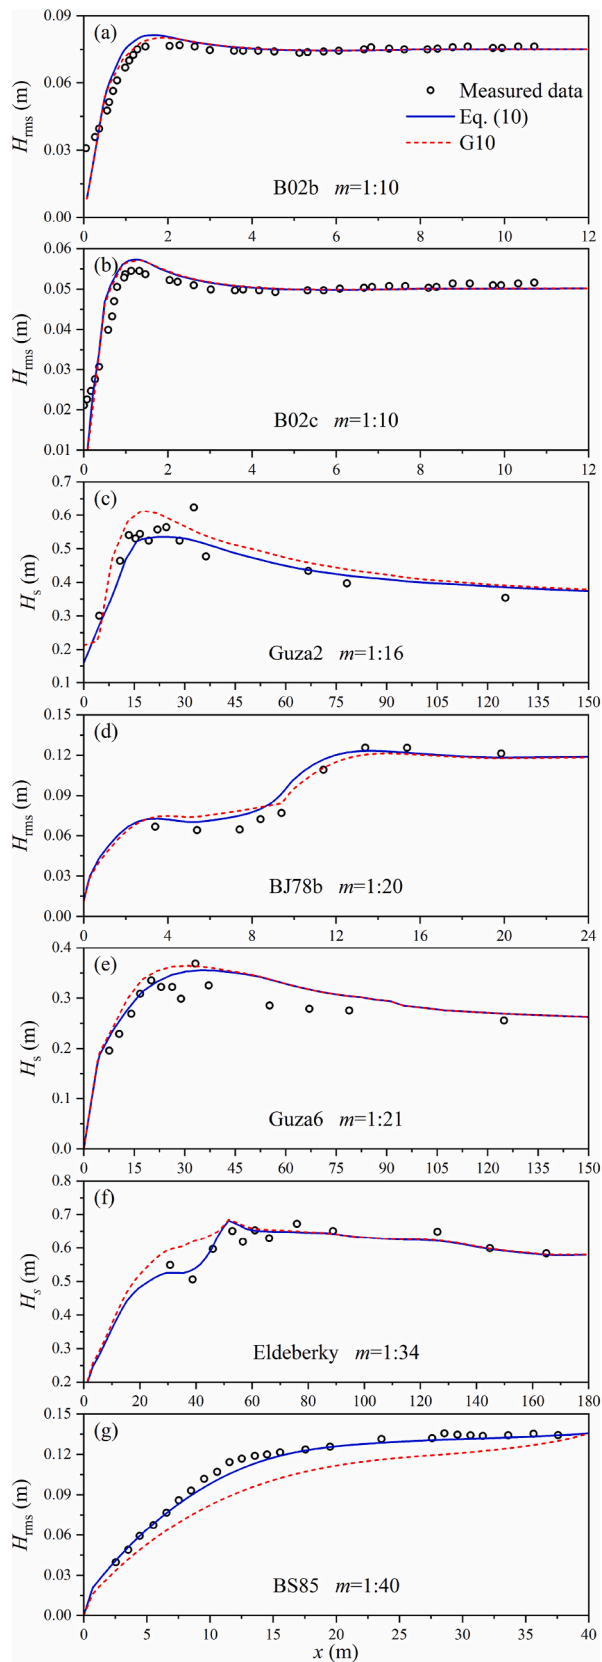 (a)
0.09
0.06
0.03
0.00
H_rms (m)
Measured data
Eq. (10)
G10
B02b m=1:10
0 2 4 6 8 10 12
(b)
0.06
0.05
0.04
0.03
0.02
0.01
H_rms (m)
B02c m=1:10
0 2 4 6 8 10 12
(c)
0.7
0.6
0.5
0.4
0.3
0.2
0.1
H_s (m)
Guza2 m=1:16
0 15 30 45 60 75 90 105 120 135 150
(d)
0.15
0.12
0.09
0.06
0.03
0.00
H_rms (m)
BJ78b m=1:20
0 4 8 12 16 20 24
(e)
0.4
0.3
0.2
0.1
0.0
H_s (m)
Guza6 m=1:21
0 15 30 45 60 75 90 105 120 135 150
(f)
0.8
0.7
0.6
0.5
0.4
0.3
0.2
H_s (m)
Eldeberky m=1:34
0 20 40 60 80 100 120 140 160 180
(g)
0.15
0.12
0.09
0.06
0.03
0.00
H_rms (m)
BS85 m=1:40
0 5 10 15 20 25 30 35 40
x (m)